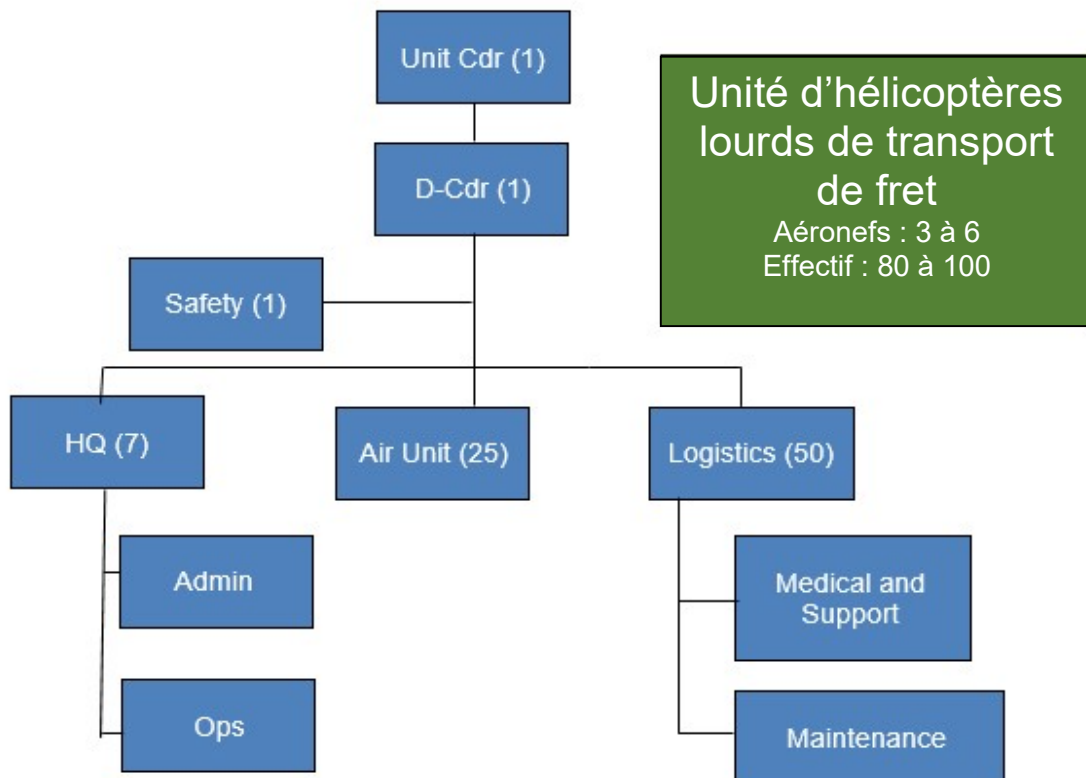 Unit Cdr (1)
Unité d’hélicoptères
lourds de transport
de fret
Aéronefs : 3 à 6
Effectif : 80 à 100
D-Cdr (1)
Safety (1)
HQ (7)
Air Unit (25)
Logistics (50)
Admin
Medical and
Support
Ops
Maintenance